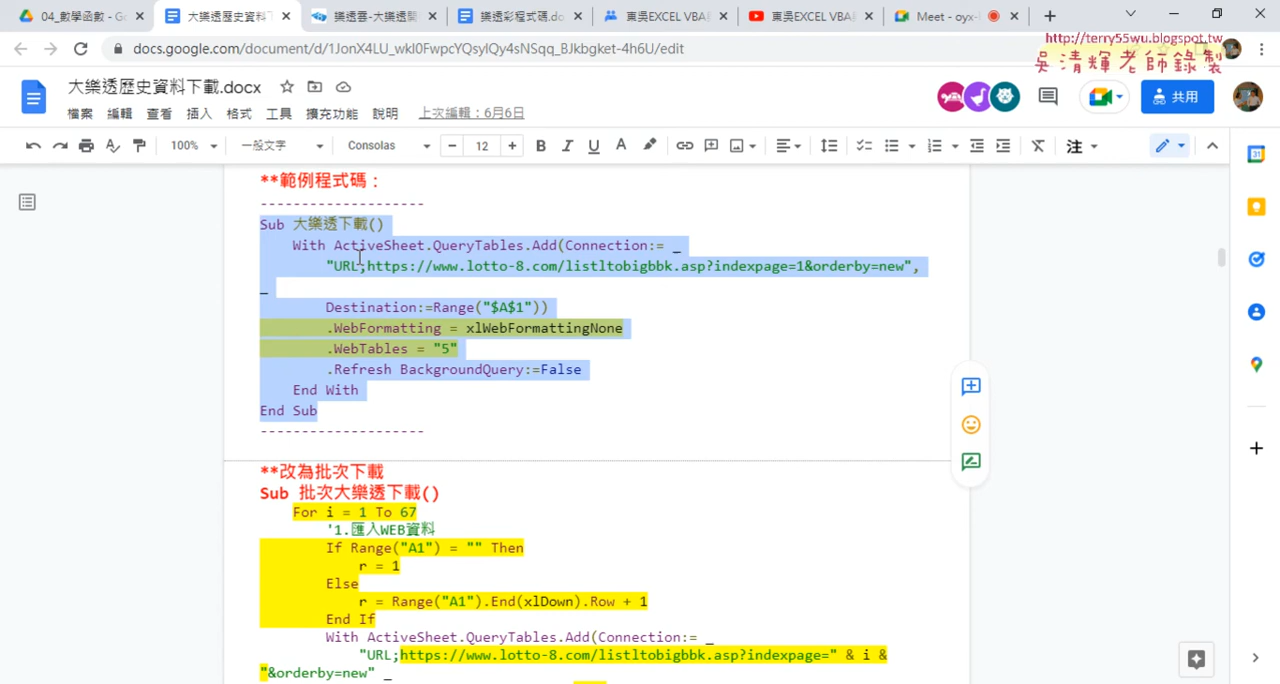 04_數學函數 - Go
大樂透歷史資料下
樂透雲-大樂透開
樂透彩程式碼.do
東吳EXCEL VBA
東吳EXCEL VBA
Meet - oyx-
docs.google.com/document/d/1JonX4LU_wkl0FwpcYQsylQy4sNSqq_BJkbgket-4h6U/edit
http://terry55wu.blogspot.tw
吳清輝老師錄製
大樂透歷史資料下載.docx
共用
檔案 編輯 查看 插入 格式 工具 擴充功能 說明 上次編輯：6月6日
100% 一般文字 Consolas 12 注
**範例程式碼：
--------------------
Sub 大樂透下載()
With ActiveSheet.QueryTables.Add(Connection:= _
"URL;https://www.lotto-8.com/listltobigbbk.asp?indexpage=1&orderby=new",
_
Destination:=Range("$A$1"))
.WebFormatting = xlWebFormattingNone
.WebTables = "5"
.Refresh BackgroundQuery:=False
End With
End Sub
--------------------
**改為批次下載
Sub 批次大樂透下載()
For i = 1 To 67
'1.匯入WEB資料
If Range("A1") = "" Then
r = 1
Else
r = Range("A1").End(xlDown).Row + 1
End If
With ActiveSheet.QueryTables.Add(Connection:= _
"URL;https://www.lotto-8.com/listltobigbbk.asp?indexpage=" & i &
"&orderby=new" _